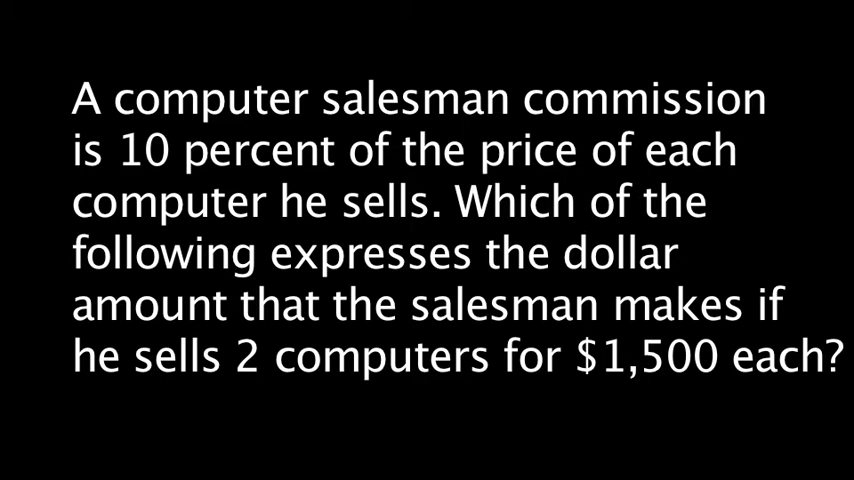 A computer salesman commission
is 10 percent of the price of each
computer he sells. Which of the
following expresses the dollar
amount that the salesman makes if
he sells 2 computers for $1,500 each?